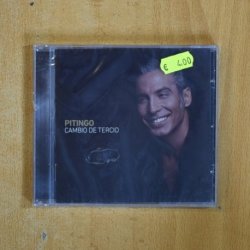 € 4,00
PITINGO
CAMBIO DE TERCIO